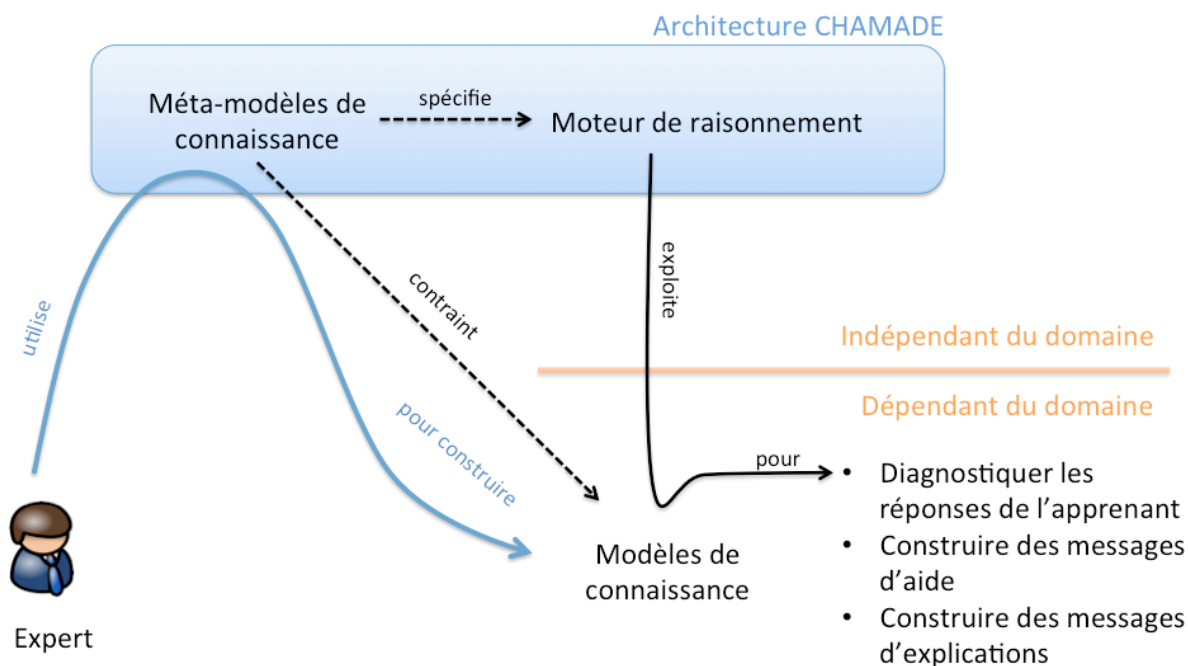 Architecture CHAMADE
Méta-modèles de
connaissance
spécifie
Moteur de raisonnement
utilise
contraint
exploite
pour construire
Indépendant du domaine
Dépendant du domaine
pour
• Diagnostiquer les
réponses de l’apprenant
• Construire des messages
d’aide
• Construire des messages
d’explications
Modèles de
connaissance
Expert